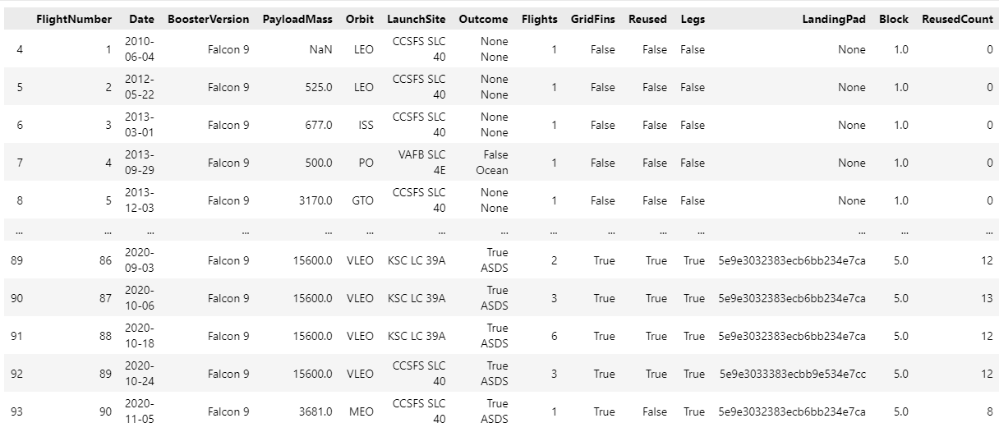 FlightNumber Date BoosterVersion PayloadMass Orbit LaunchSite Outcome Flights GridFins Reused Legs LandingPad Block ReusedCount
4 1 2010-06-04 Falcon 9 NaN LEO CCSFS SLC 40 None None 1 False False False None 1.0 0
5 2 2012-05-22 Falcon 9 525.0 LEO CCSFS SLC 40 None None 1 False False False None 1.0 0
6 3 2013-03-01 Falcon 9 677.0 ISS CCSFS SLC 40 None None 1 False False False None 1.0 0
7 4 2013-09-29 Falcon 9 500.0 PO VAFB SLC 4E False Ocean 1 False False False None 1.0 0
8 5 2013-12-03 Falcon 9 3170.0 GTO CCSFS SLC 40 None None 1 False False False None 1.0 0
... ... ... ... ... ... ... ... ... ... ... ... ... ... ...
89 86 2020-09-03 Falcon 9 15600.0 VLEO KSC LC 39A True ASDS 2 True True True 5e9e3032383ecb6bb234e7ca 5.0 12
90 87 2020-10-06 Falcon 9 15600.0 VLEO KSC LC 39A True ASDS 3 True True True 5e9e3032383ecb6bb234e7ca 5.0 13
91 88 2020-10-18 Falcon 9 15600.0 VLEO KSC LC 39A True ASDS 6 True True True 5e9e3032383ecb6bb234e7ca 5.0 12
92 89 2020-10-24 Falcon 9 15600.0 VLEO CCSFS SLC 40 True ASDS 3 True True True 5e9e3033383ecbb9e534e7cc 5.0 12
93 90 2020-11-05 Falcon 9 3681.0 MEO CCSFS SLC 40 True ASDS 1 True False True 5e9e3032383ecb6bb234e7ca 5.0 8